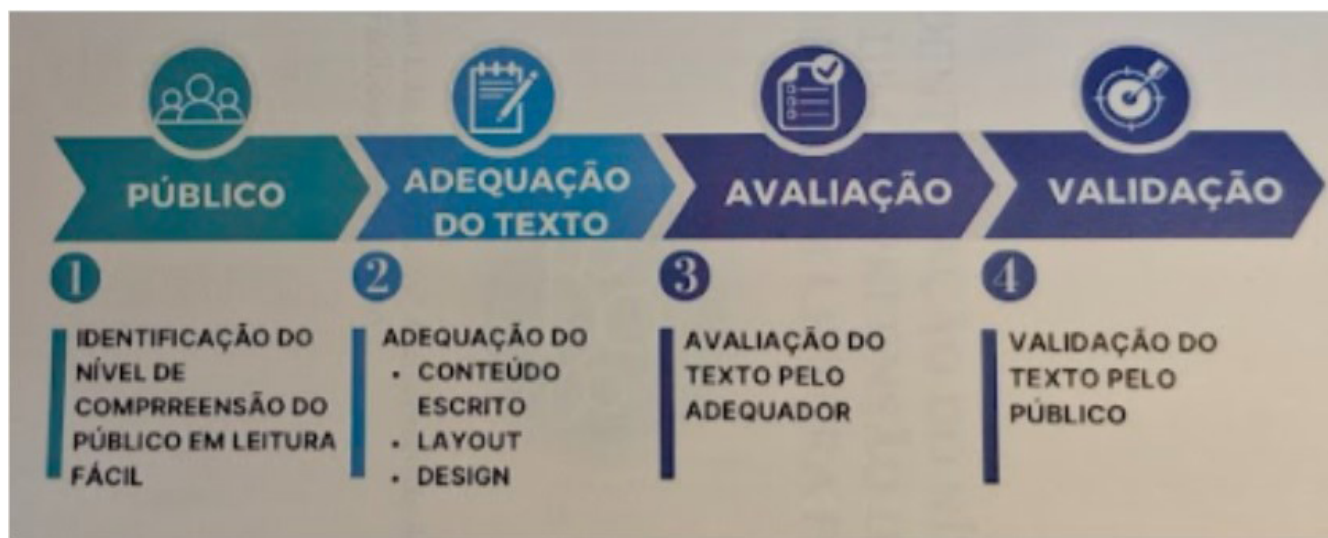 PÚBLICO
ADEQUAÇÃO
DO TEXTO
AVALIAÇÃO
VALIDAÇÃO
1
IDENTIFICAÇÃO DO
NÍVEL DE
COMPRREENSÃO DO
PÚBLICO EM LEITURA
FÁCIL
2
ADEQUAÇÃO DO
• CONTEÚDO
ESCRITO
• LAYOUT
• DESIGN
3
AVALIAÇÃO DO
TEXTO PELO
ADEQUADOR
4
VALIDAÇÃO DO
TEXTO PELO
PÚBLICO